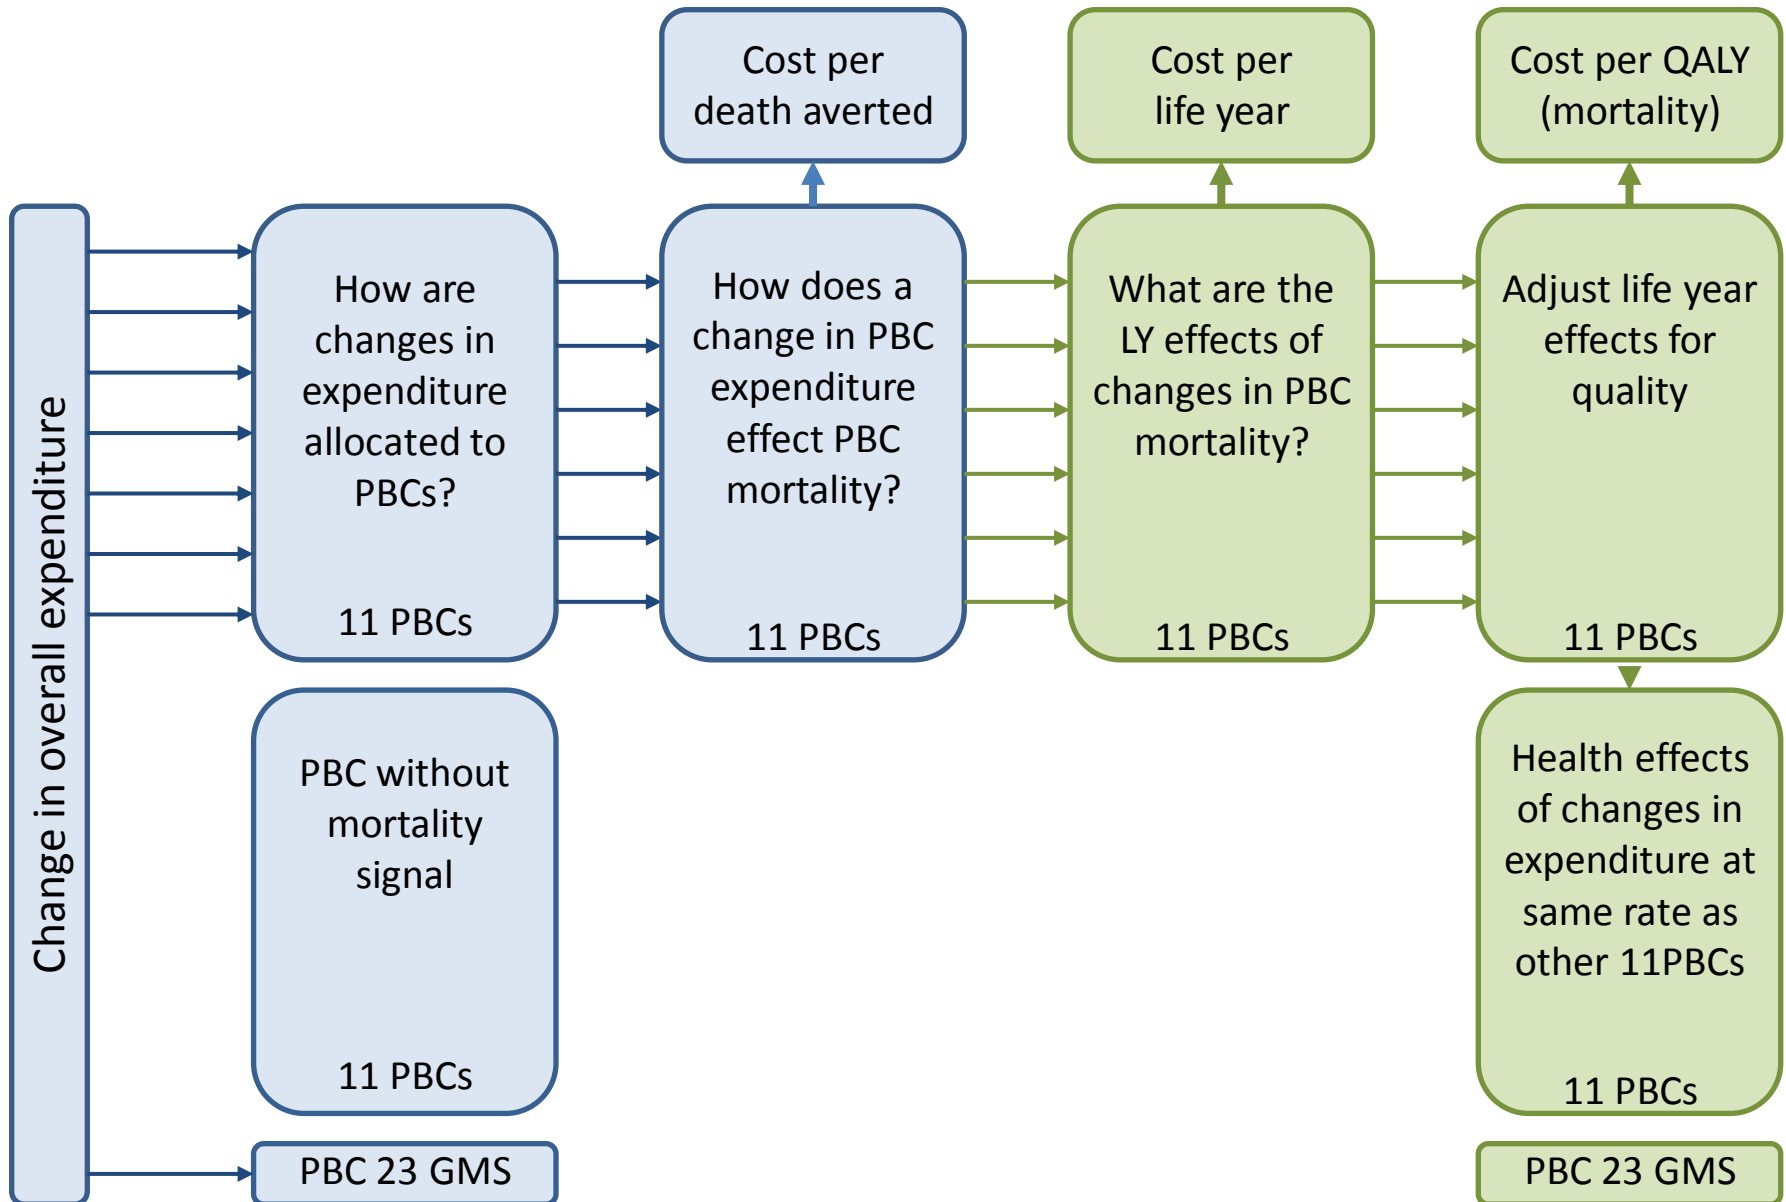 Cost per
death averted
Cost per
life year
Cost per QALY
(mortality)
Change in overall expenditure
How are
changes in
expenditure
allocated to
PBCs?
11 PBCs
How does a
change in PBC
expenditure
effect PBC
mortality?
11 PBCs
What are the
LY effects of
changes in PBC
mortality?
11 PBCs
Adjust life year
effects for
quality
11 PBCs
PBC without
mortality
signal
11 PBCs
Health effects
of changes in
expenditure at
same rate as
other 11PBCs
11 PBCs
PBC 23 GMS
PBC 23 GMS